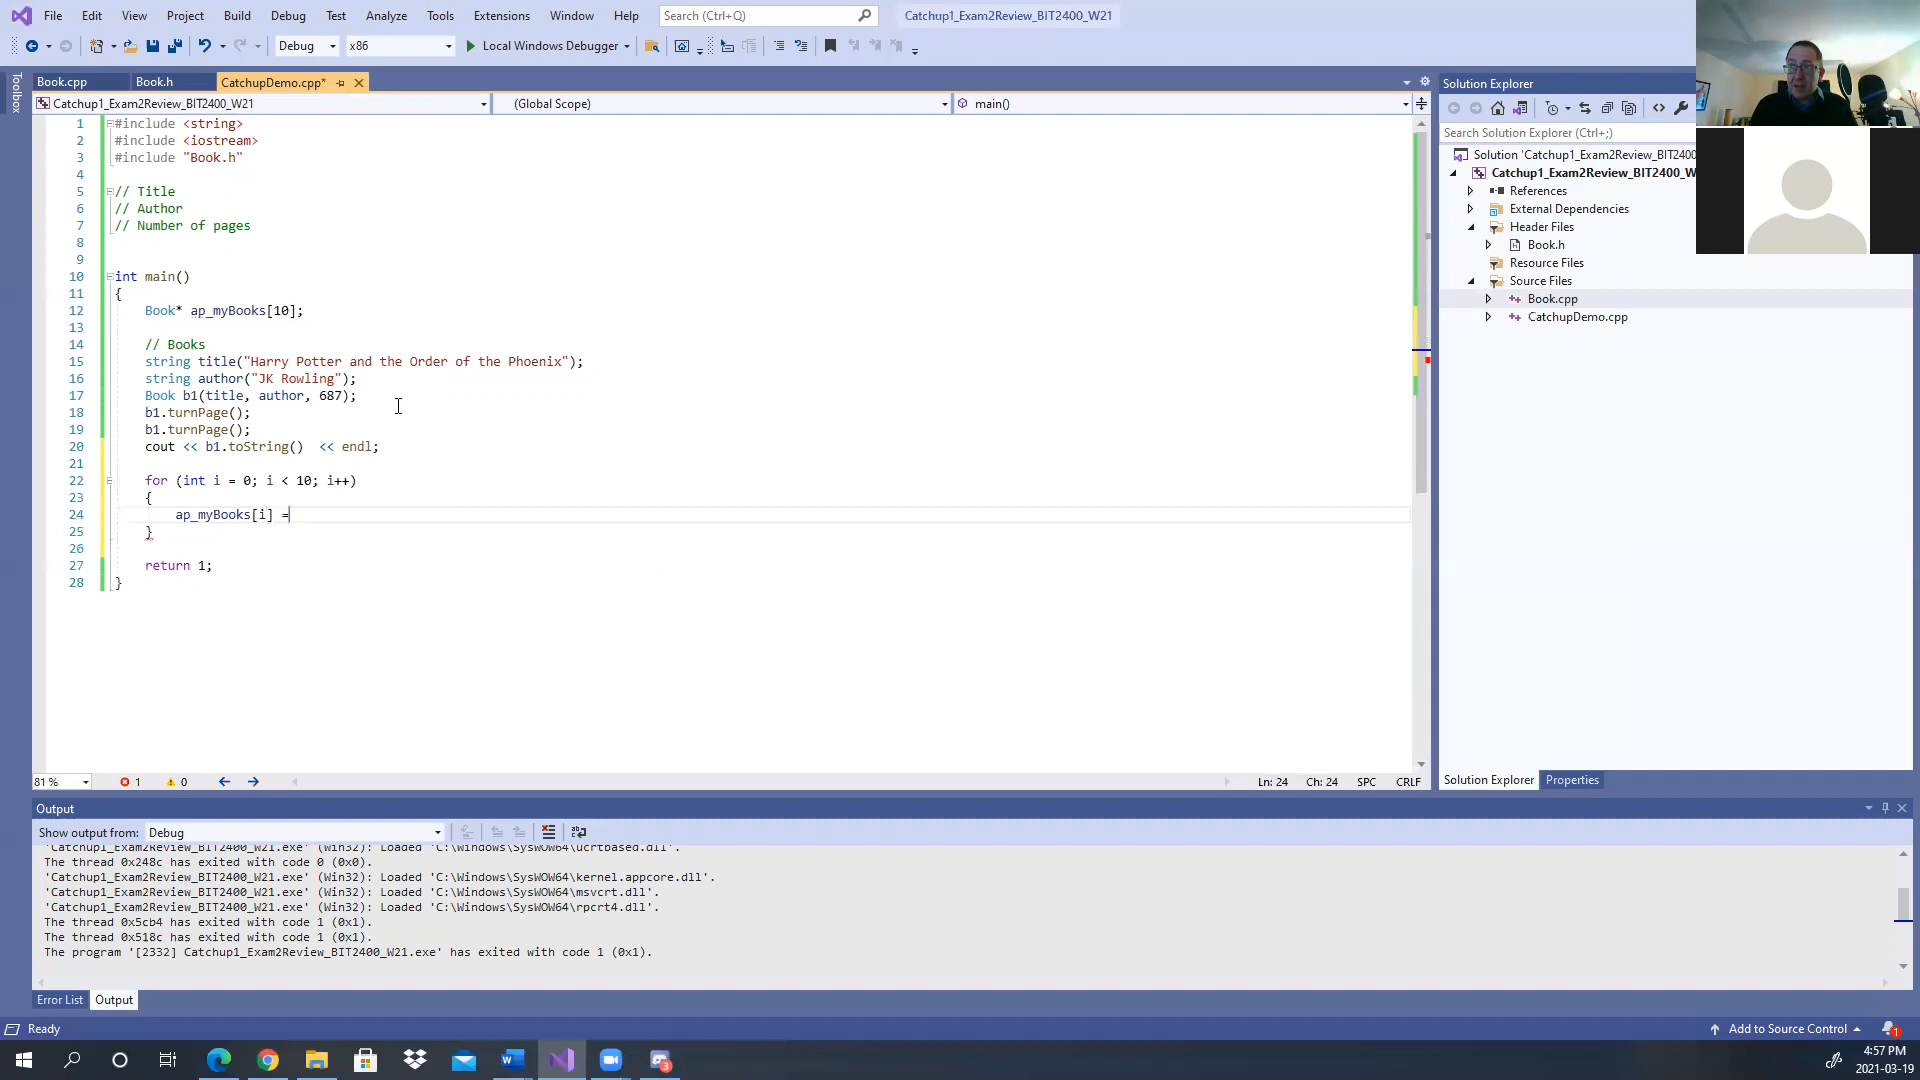 File Edit View Project Build Debug Test Analyze Tools Extensions Window Help Search (Ctrl+Q) Catchup1_Exam2Review_BIT2400_W21
Debug x86 Local Windows Debugger
Toolbox
Book.cpp Book.h CatchupDemo.cpp*
Catchup1_Exam2Review_BIT2400_W21 (Global Scope) main()
1 #include <string>
2 #include <iostream>
3 #include "Book.h"
4
5 // Title
6 // Author
7 // Number of pages
8
9
10 int main()
11 {
12 Book* ap_myBooks[10];
13
14 // Books
15 string title("Harry Potter and the Order of the Phoenix");
16 string author("JK Rowling");
17 Book b1(title, author, 687);
18 b1.turnPage();
19 b1.turnPage();
20 cout << b1.toString()  << endl;
21
22 for (int i = 0; i < 10; i++)
23 {
24 ap_myBooks[i] =
25 }
26
27 return 1;
28 }
81 % 1 0 Ln: 24 Ch: 24 SPC CRLF
Solution Explorer
Search Solution Explorer (Ctrl+;)
Solution 'Catchup1_Exam2Review_BIT2400
Catchup1_Exam2Review_BIT2400_W
References
External Dependencies
Header Files
Book.h
Resource Files
Source Files
Book.cpp
CatchupDemo.cpp
Solution Explorer Properties
Output
Show output from: Debug
'Catchup1_Exam2Review_BIT2400_W21.exe' (Win32): Loaded 'C:\Windows\SysWOW64\ucrtbased.dll'.
The thread 0x248c has exited with code 0 (0x0).
'Catchup1_Exam2Review_BIT2400_W21.exe' (Win32): Loaded 'C:\Windows\SysWOW64\kernel.appcore.dll'.
'Catchup1_Exam2Review_BIT2400_W21.exe' (Win32): Loaded 'C:\Windows\SysWOW64\msvcrt.dll'.
'Catchup1_Exam2Review_BIT2400_W21.exe' (Win32): Loaded 'C:\Windows\SysWOW64\rpcrt4.dll'.
The thread 0x5cb4 has exited with code 1 (0x1).
The thread 0x518c has exited with code 1 (0x1).
The program '[2332] Catchup1_Exam2Review_BIT2400_W21.exe' has exited with code 1 (0x1).
Error List Output
Ready Add to Source Control 1
3
4:57 PM
2021-03-19